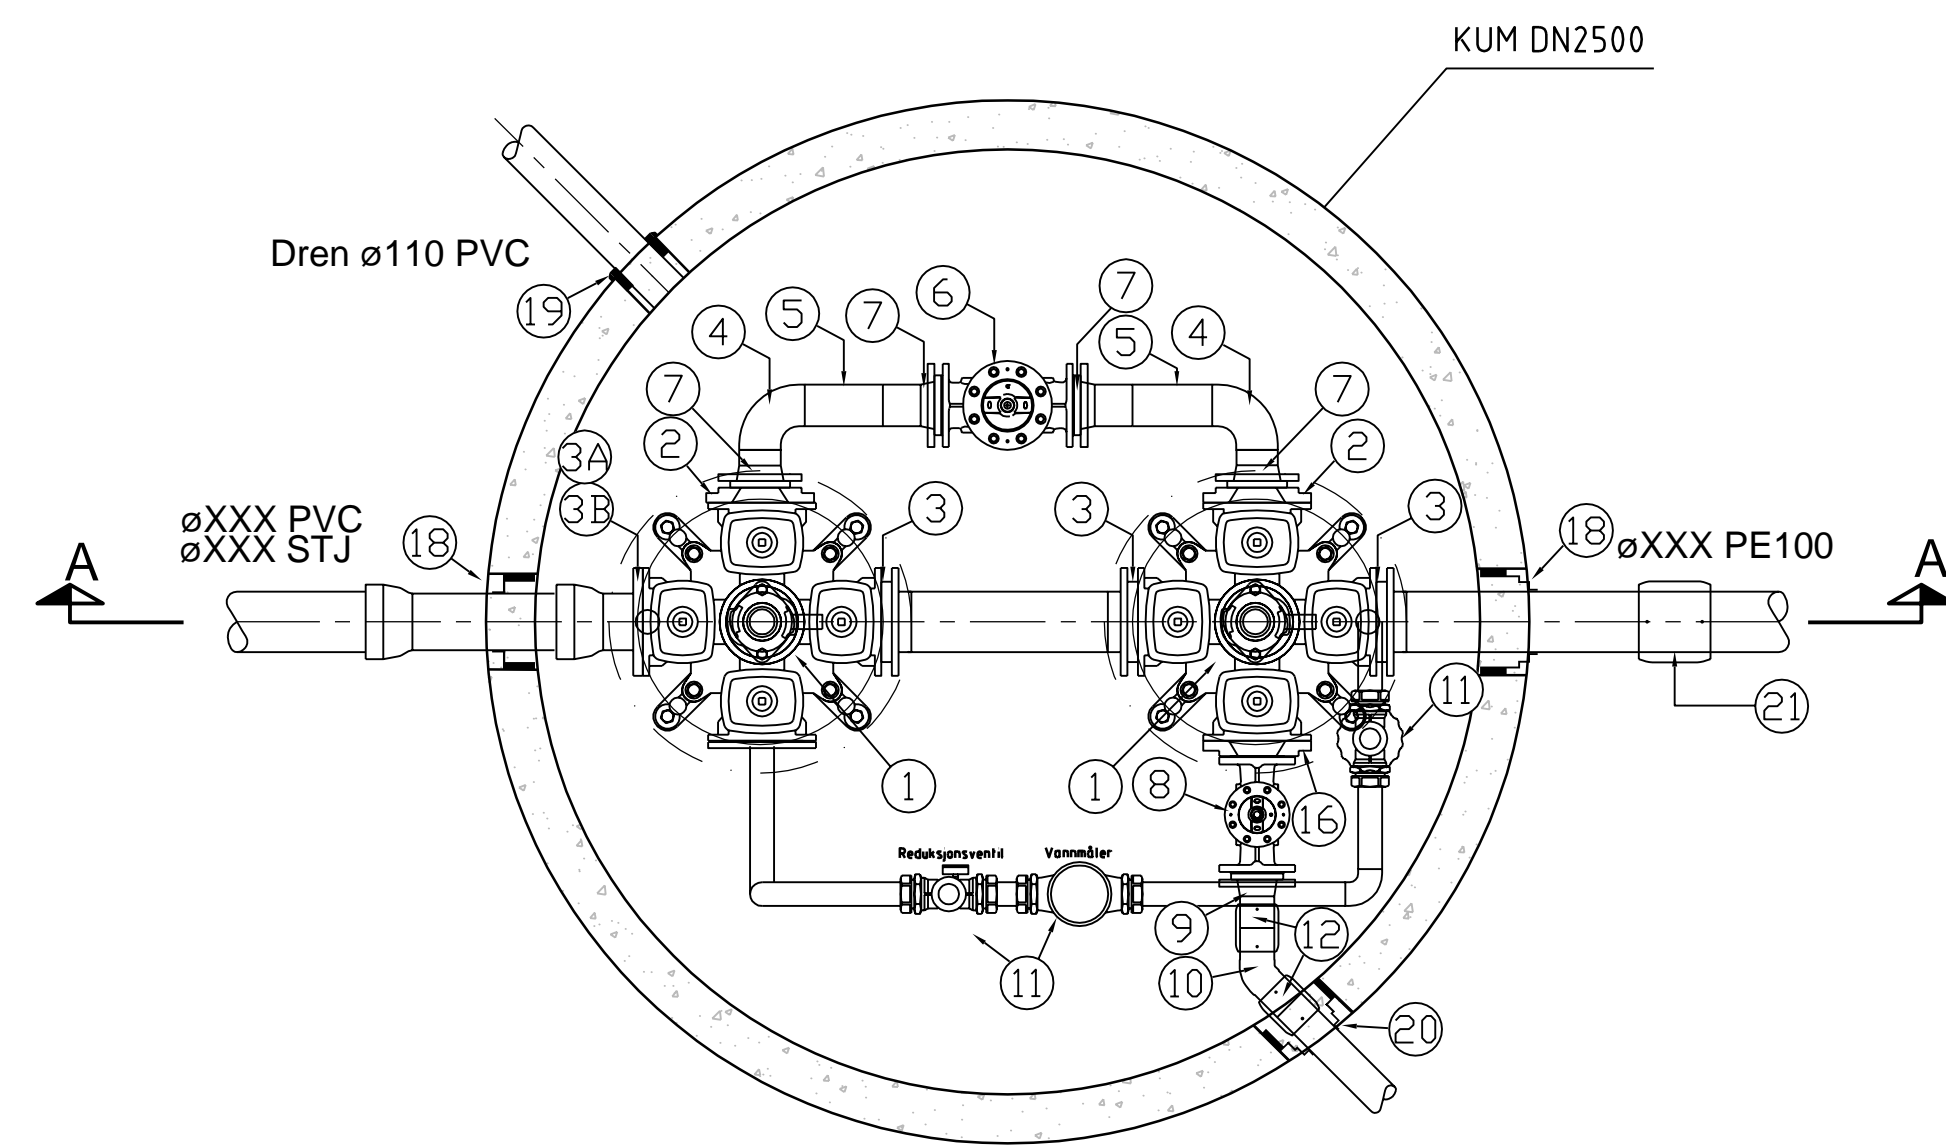 KUM DN2500
Dren ø110 PVC
19
4
5
7
6
7
5
4
7
2
3A
3B
3
3
7
2
3
øXXX PVC
øXXX STJ
18
18
øXXX PE100
A
A
11
21
1
1
8
16
Reduksjonsventil
Vannmåler
9
12
10
11
20